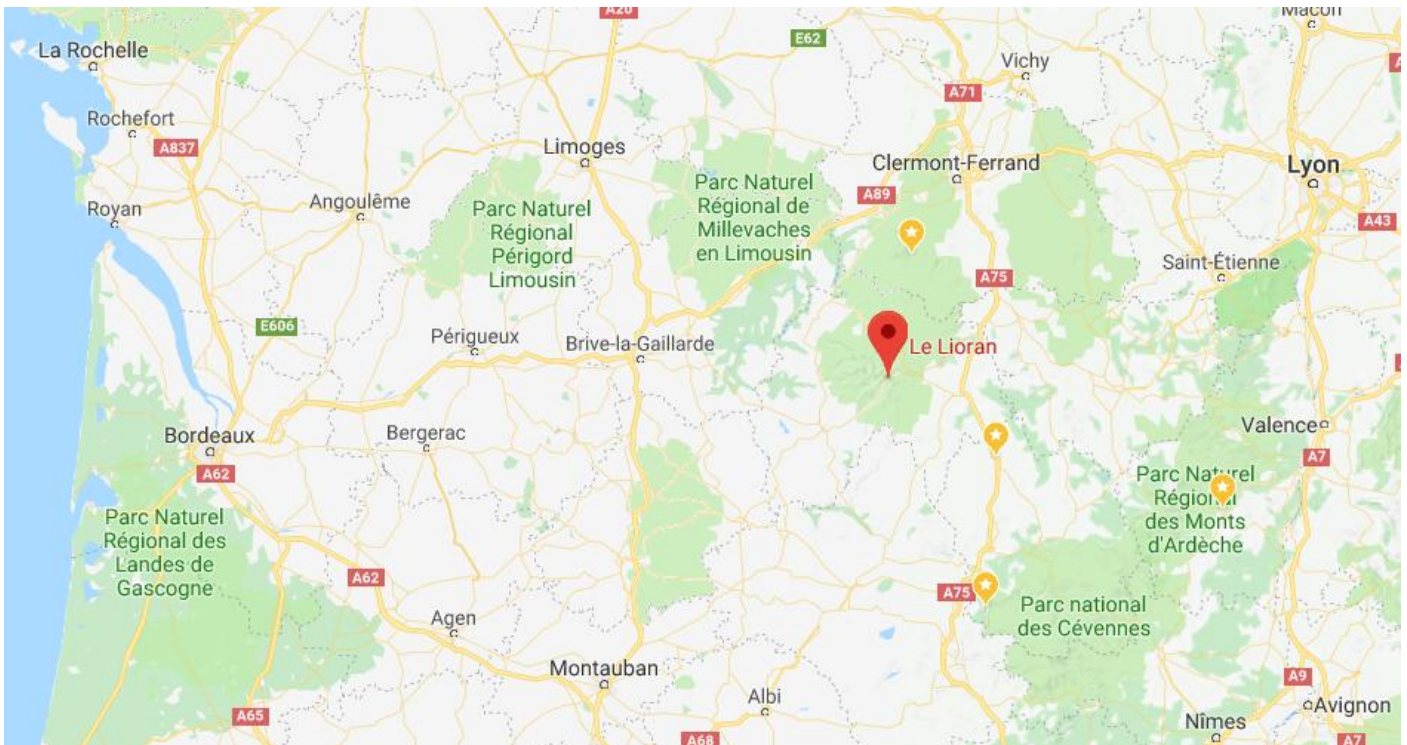 A20
Mâcon
E62
La Rochelle
Vichy
A71
Rochefort
A837
Limoges
Clermont-Ferrand
Lyon
Parc Naturel
Régional de
Millevaches
en Limousin
A89
Angoulême
Royan
Parc Naturel
Régional
Périgord
Limousin
A43
Saint-Étienne
A75
E606
Périgueux
Brive-la-Gaillarde
Le Lioran
Bordeaux
Bergerac
Valence
A62
A7
Parc Naturel
Régional
des Monts
d'Ardèche
Parc Naturel
Régional des
Landes de
Gascogne
A62
A75
Agen
Parc national
des Cévennes
Montauban
Albi
A9
Avignon
A65
Nîmes
A68
A7